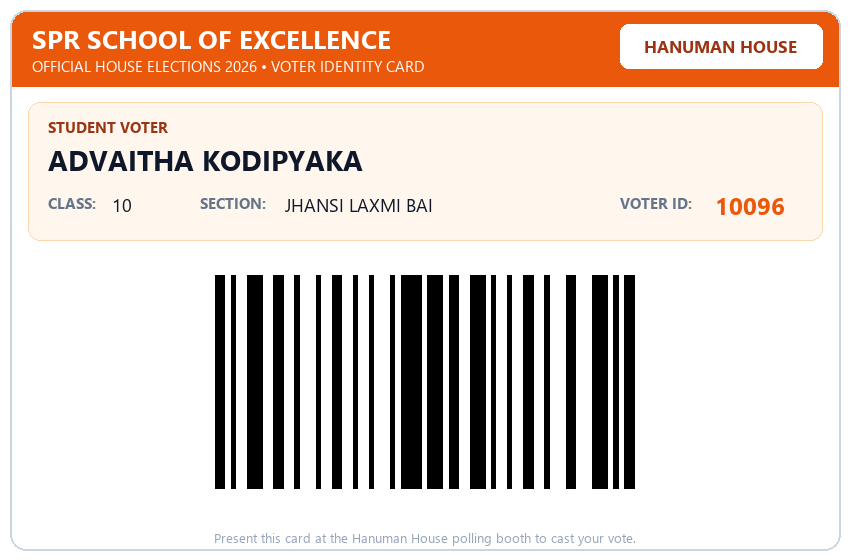 SPR SCHOOL OF EXCELLENCE
OFFICIAL HOUSE ELECTIONS 2026 • VOTER IDENTITY CARD
HANUMAN HOUSE
STUDENT VOTER
ADVAITHA KODIPYAKA
CLASS: 10 SECTION: JHANSI LAXMI BAI VOTER ID: 10096
Present this card at the Hanuman House polling booth to cast your vote.